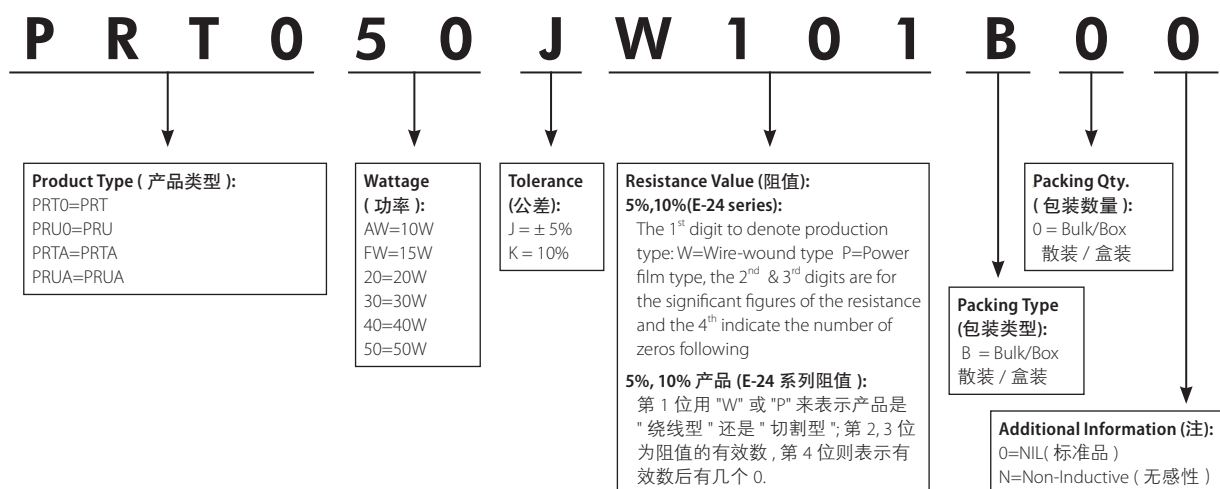 PRT050JW101B00
Product Type ( 产品类型 ):
PRT0=PRT
PRU0=PRU
PRTA=PRTA
PRUA=PRUA
Wattage
( 功率 ):
AW=10W
FW=15W
20=20W
30=30W
40=40W
50=50W
Tolerance
(公差):
J = ± 5%
K = 10%
Resistance Value (阻值):
5%,10%(E-24 series):
The 1st digit to denote production
type: W=Wire-wound type P=Power
film type, the 2nd & 3rd digits are for
the significant figures of the resistance
and the 4th indicate the number of
zeros following
5%, 10% 产品 (E-24 系列阻值 ):
第 1 位用 "W" 或 "P" 来表示产品是
" 绕线型 " 还是 " 切割型 "; 第 2, 3 位
为阻值的有效数 , 第 4 位则表示有
效数后有几个 0.
Packing Type
(包装类型):
B = Bulk/Box
散装 / 盒装
Packing Qty.
( 包装数量 ):
0 = Bulk/Box
散装 / 盒装
Additional Information (注):
0=NIL( 标准品 )
N=Non-Inductive ( 无感性 )